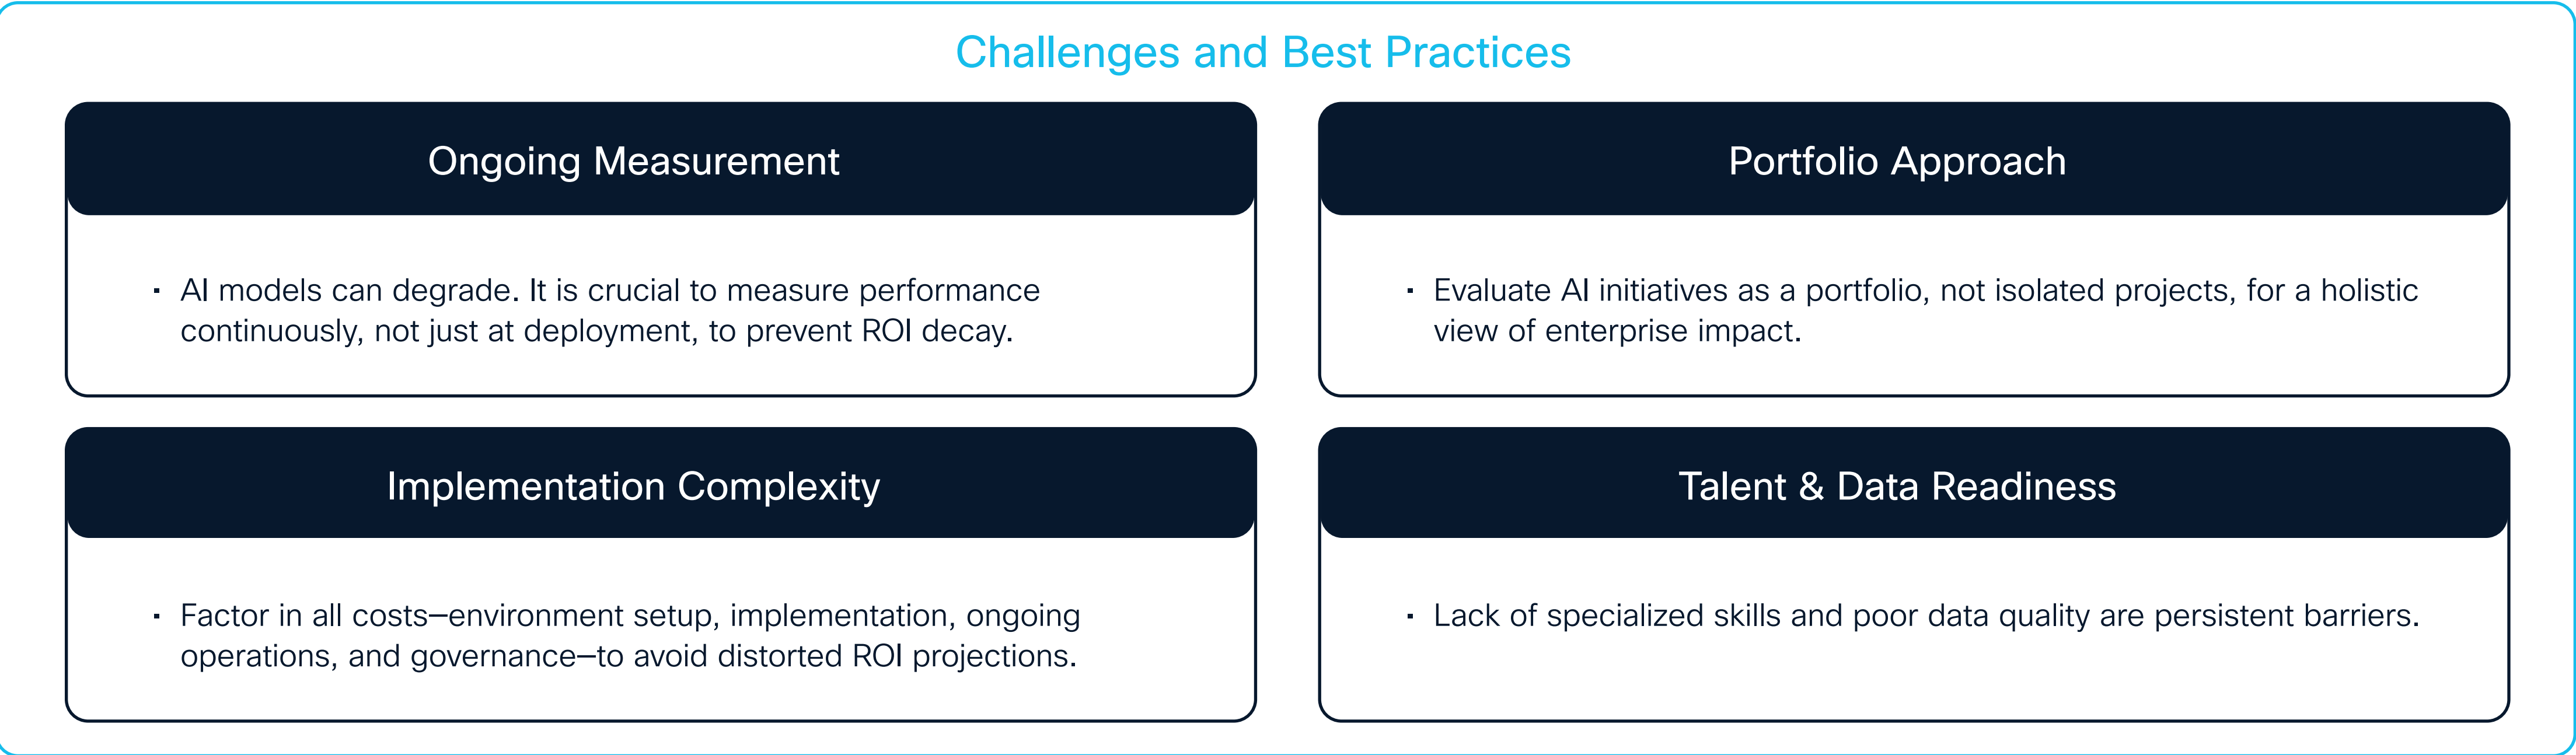 Challenges and Best Practices
Ongoing Measurement
· AI models can degrade. It is crucial to measure performance
continuously, not just at deployment, to prevent ROI decay.
Portfolio Approach
· Evaluate AI initiatives as a portfolio, not isolated projects, for a holistic
view of enterprise impact.
Implementation Complexity
· Factor in all costs—environment setup, implementation, ongoing
operations, and governance—to avoid distorted ROI projections.
Talent & Data Readiness
· Lack of specialized skills and poor data quality are persistent barriers.